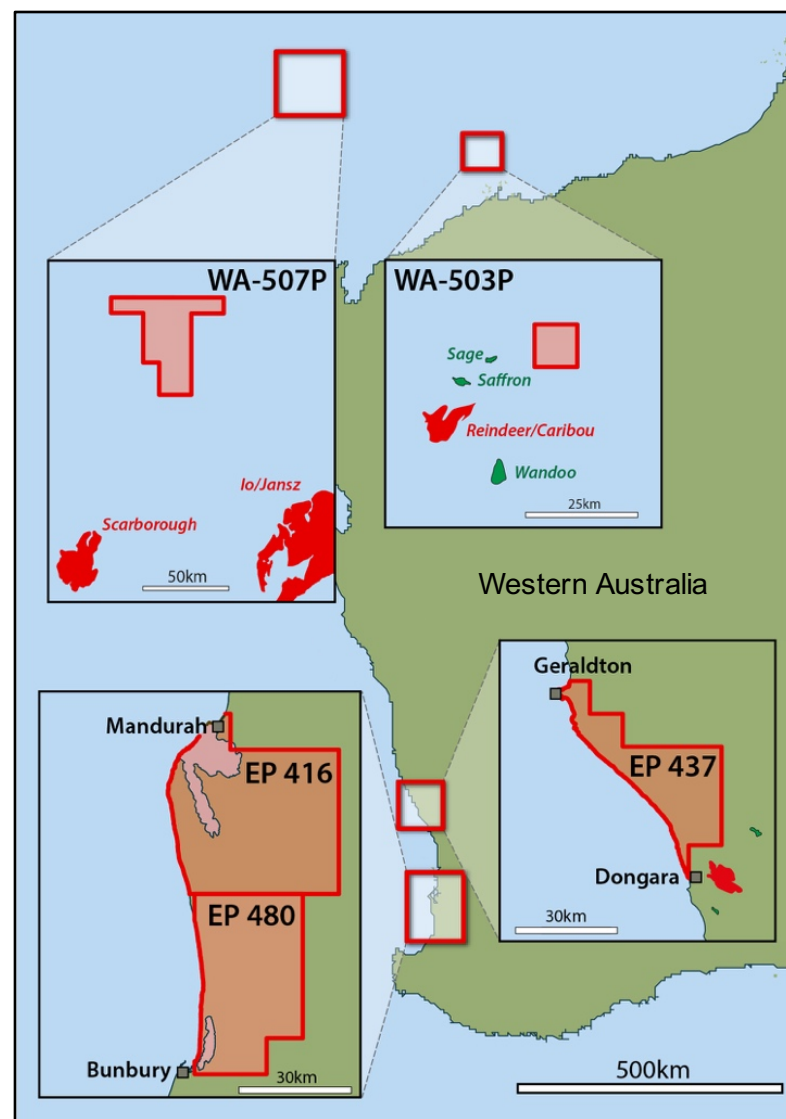 WA-507P
Scarborough
Io/Jansz
50km
WA-503P
Sage
Saffron
Reindeer/Caribou
Wandoo
25km
Western Australia
Mandurah
EP 416
EP 480
Bunbury
30km
Geraldton
EP 437
Dongara
30km
500km